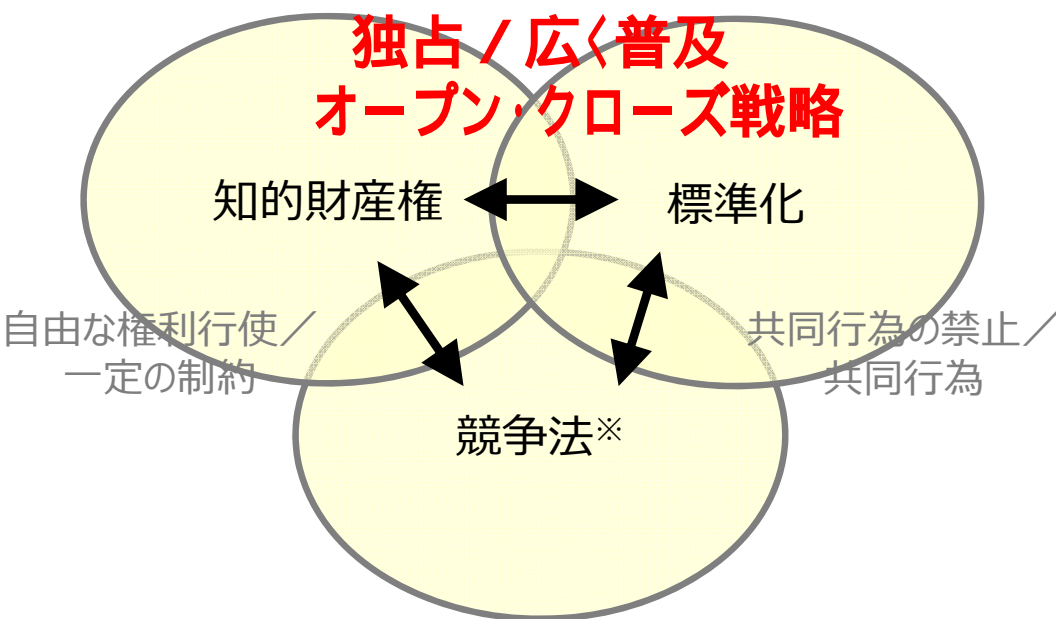 独占／広く普及
オープン・クローズ戦略
知的財産権
標準化
自由な権利行使／
一定の制約
共同行為の禁止／
共同行為
競争法※